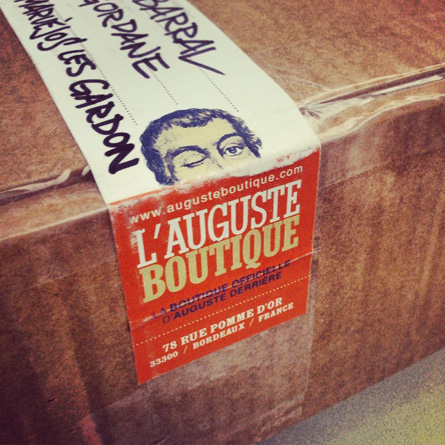 BARRAL
JORDANE
MARIÉJOS LES GARDON
www.augusteboutique.com
L'AUGUSTE
BOUTIQUE
LA BOUTIQUE OFFICIELLE
D'AUGUSTE DERRIÈRE
78 RUE POMME D'OR
33300 / BORDEAUX / FRANCE